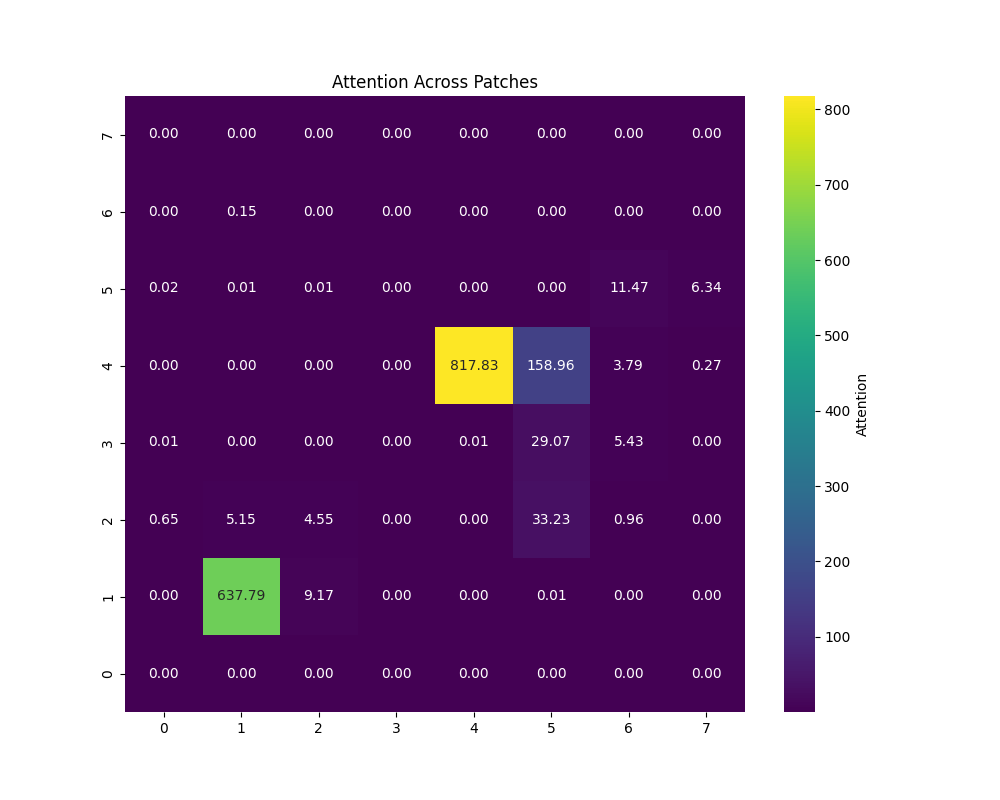 Attention Across Patches
7 0.00 0.00 0.00 0.00 0.00 0.00 0.00 0.00
6 0.00 0.15 0.00 0.00 0.00 0.00 0.00 0.00
5 0.02 0.01 0.01 0.00 0.00 0.00 11.47 6.34
4 0.00 0.00 0.00 0.00 817.83 158.96 3.79 0.27
3 0.01 0.00 0.00 0.00 0.01 29.07 5.43 0.00
2 0.65 5.15 4.55 0.00 0.00 33.23 0.96 0.00
1 0.00 637.79 9.17 0.00 0.00 0.01 0.00 0.00
0 0.00 0.00 0.00 0.00 0.00 0.00 0.00 0.00
0 1 2 3 4 5 6 7
800
700
600
500
400
300
200
100
Attention